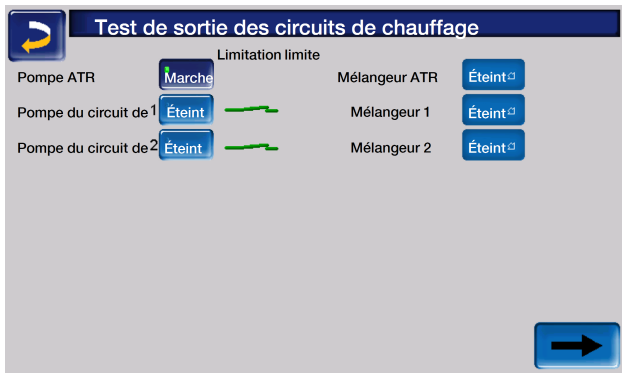 Test de sortie des circuits de chauffage
Limitation limite
Pompe ATR Marche Mélangeur ATR Éteint
Pompe du circuit de 1 Éteint Mélangeur 1 Éteint
Pompe du circuit de 2 Éteint Mélangeur 2 Éteint